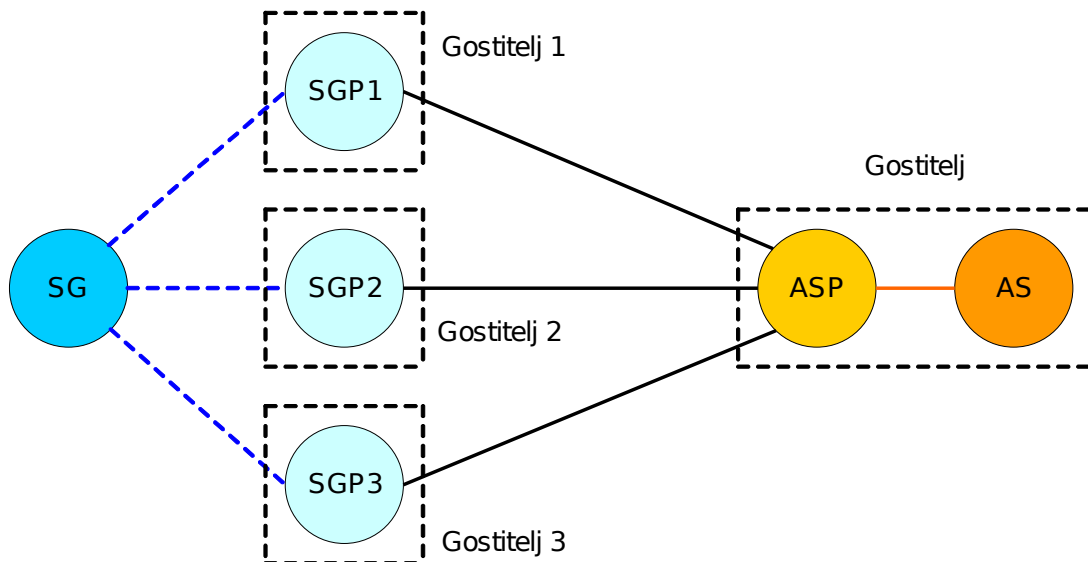 Gostitelj 1
SGP1
Gostitelj
SG
SGP2
ASP
AS
Gostitelj 2
SGP3
Gostitelj 3